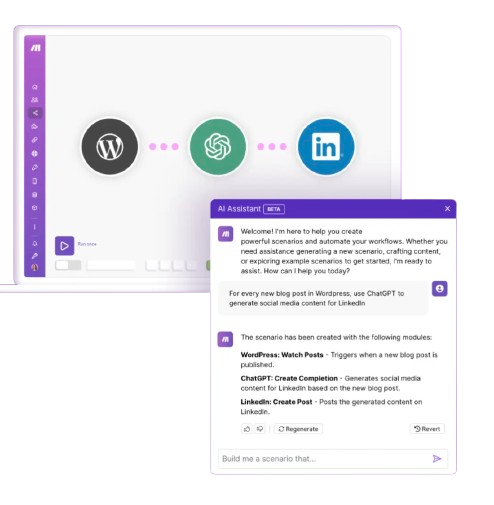 Run once
AI Assistant BETA
Welcome! I'm here to help you create
powerful scenarios and automate your workflows. Whether you
need assistance generating a new scenario, crafting content,
or exploring example scenarios to get started, I'm ready to
assist. How can I help you today?
For every new blog post in Wordpress, use ChatGPT to
generate social media content for LinkedIn
The scenario has been created with the following modules:
WordPress: Watch Posts - Triggers when a new blog post is
published.
ChatGPT: Create Completion - Generates social media
content for LinkedIn based on the new blog post.
LinkedIn: Create Post - Posts the generated content on
LinkedIn.
Regenerate
Revert
Build me a scenario that...